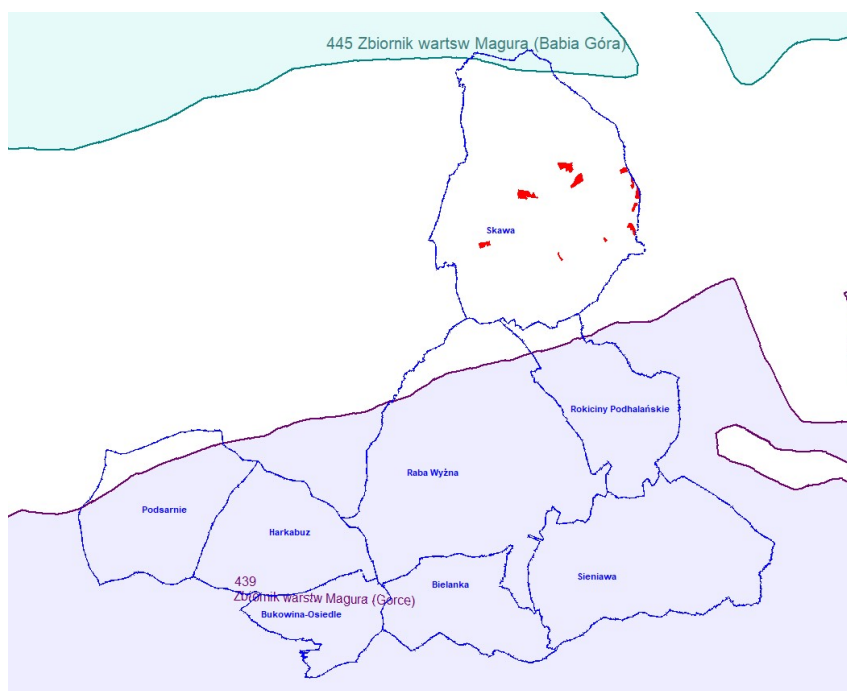 445 Zbiornik wartsw Magura (Babia Góra)
Skawa
Rokiciny Podhalańskie
Raba Wyżna
Podsarnie
Harkabuz
Sieniawa
439
Bielanka
Zbiornik warstw Magura (Gorce)
Bukowina-Osiedle